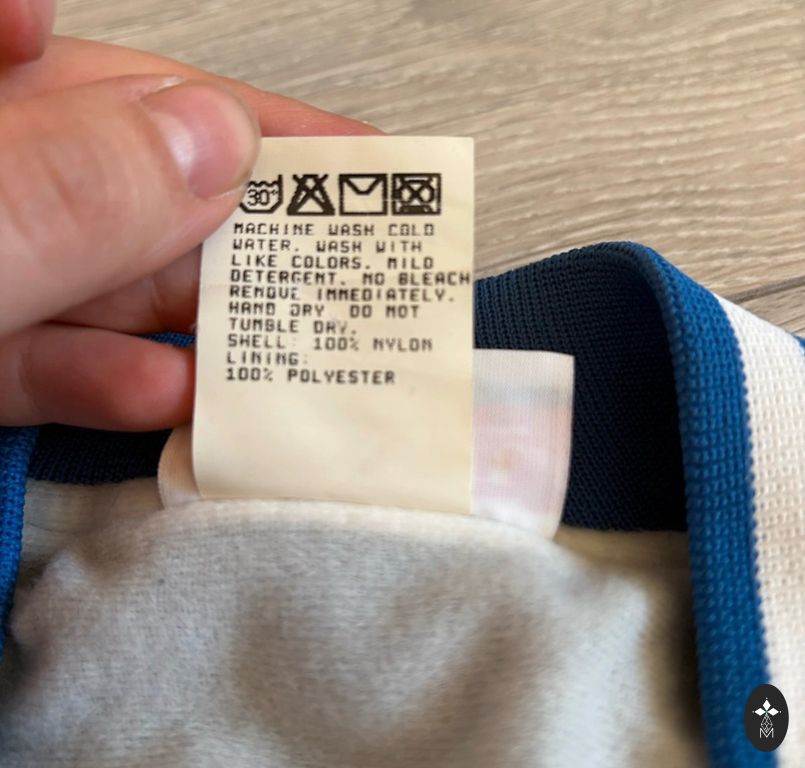 30°
MACHINE WASH COLD
WATER. WASH WITH
LIKE COLORS. MILD
DETERGENT. NO BLEACH
REMOVE IMMEDIATELY.
HAND DRY DO NOT
TUMBLE DRY.
SHELL: 100% NYLON
LINING:
100% POLYESTER
M